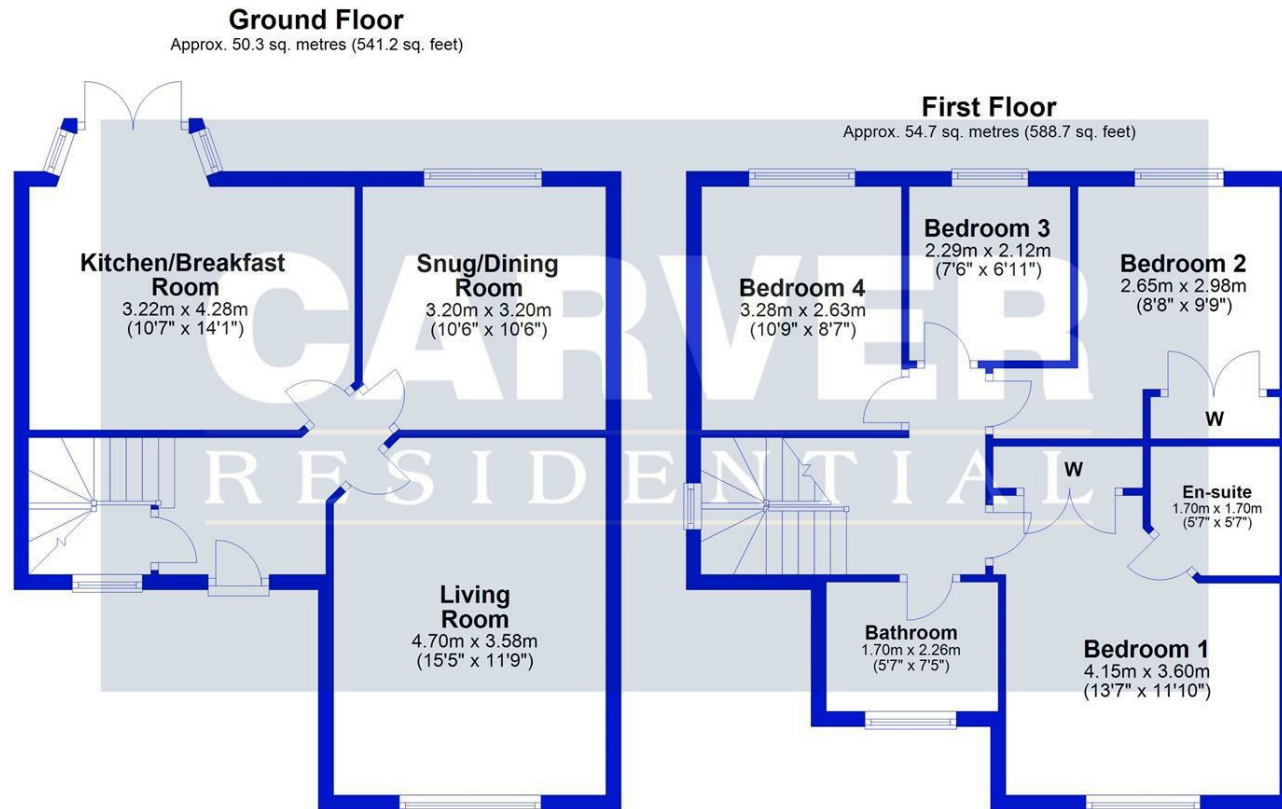 Ground Floor
Approx. 50.3 sq. metres (541.2 sq. feet)
First Floor
Approx. 54.7 sq. metres (588.7 sq. feet)
Kitchen/Breakfast
Room
3.22m x 4.28m
(10'7" x 14'1")
Snug/Dining
Room
3.20m x 3.20m
(10'6" x 10'6")
Living
Room
4.70m x 3.58m
(15'5" x 11'9")
Bedroom 4
3.28m x 2.63m
(10'9" x 8'7")
Bedroom 3
2.29m x 2.12m
(7'6" x 6'11")
Bedroom 2
2.65m x 2.98m
(8'8" x 9'9")
W
W
En-suite
1.70m x 1.70m
(5'7" x 5'7")
Bathroom
1.70m x 2.26m
(5'7" x 7'5")
Bedroom 1
4.15m x 3.60m
(13'7" x 11'10")
CARVER
RESIDENTIAL